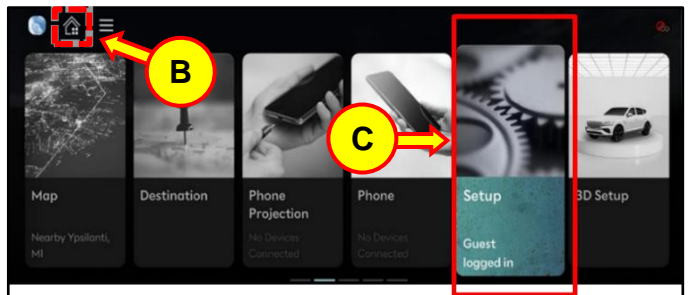 B
C
Map
Destination
Phone
Projection
Phone
Setup
3D Setup
Nearby Ypsilanti,
MI
No Devices
Connected
No Devices
Connected
Guest
logged in